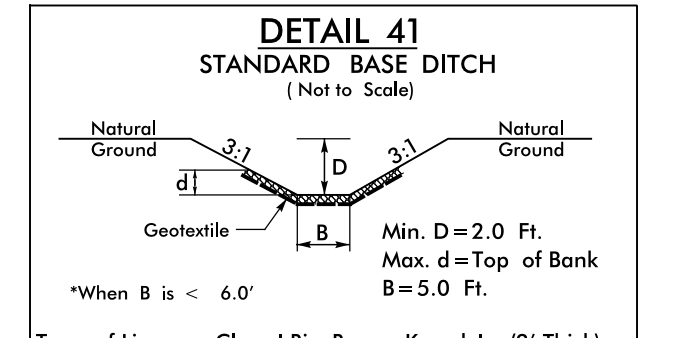 DETAIL 41
STANDARD BASE DITCH
( Not to Scale)
Natural
Ground
3:1
D
3:1
Natural
Ground
d
Geotextile
B
Min. D=2.0 Ft.
Max. d=Top of Bank
B=5.0 Ft.
*When B is < 6.0'